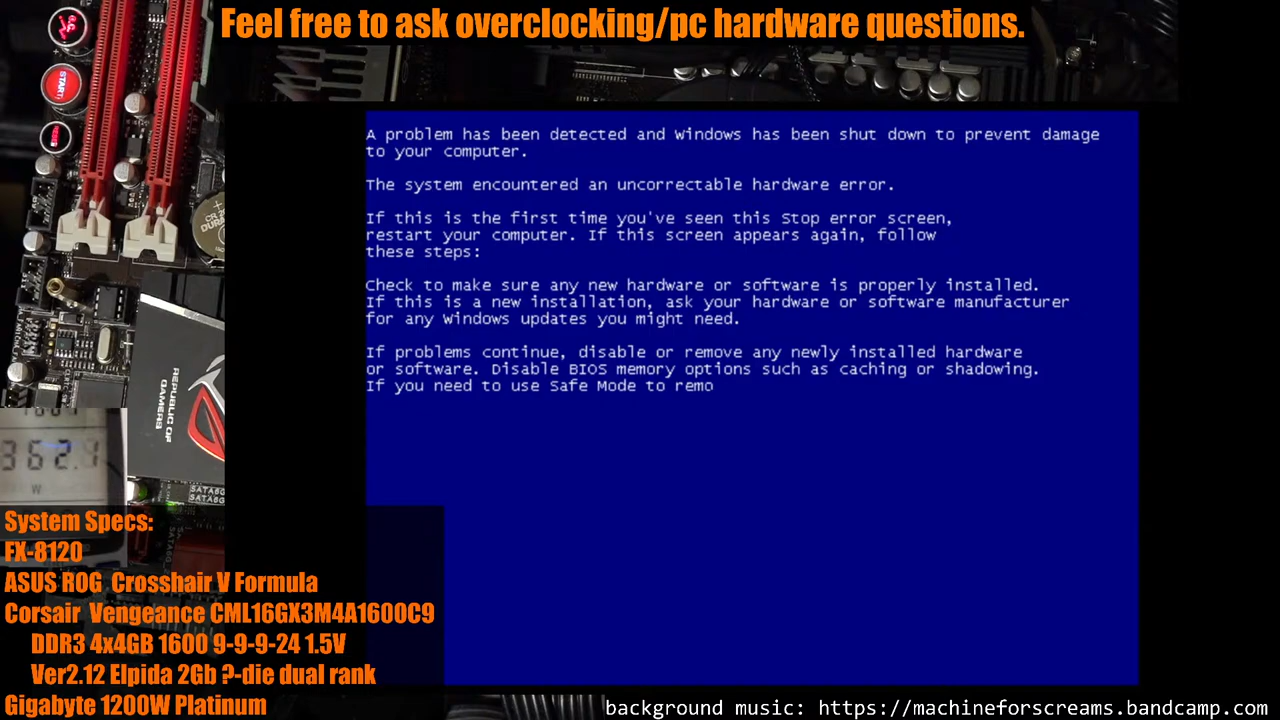 Feel free to ask overclocking/pc hardware questions.
START
A problem has been detected and Windows has been shut down to prevent damage
to your computer.
The system encountered an uncorrectable hardware error.
If this is the first time you've seen this Stop error screen,
restart your computer. If this screen appears again, follow
these steps:
Check to make sure any new hardware or software is properly installed.
If this is a new installation, ask your hardware or software manufacturer
for any Windows updates you might need.
If problems continue, disable or remove any newly installed hardware
or software. Disable BIOS memory options such as caching or shadowing.
If you need to use Safe Mode to remo
REPUBLIC OF
GAMERS
362.1
W
System Specs:
FX-8120
ASUS ROG Crosshair V Formula
Corsair Vengeance CML16GX3M4A1600C9
DDR3 4x4GB 1600 9-9-9-24 1.5V
Ver2.12 Elpida 2Gb ?-die dual rank
Gigabyte 1200W Platinum
background music: https://machineforscreams.bandcamp.com